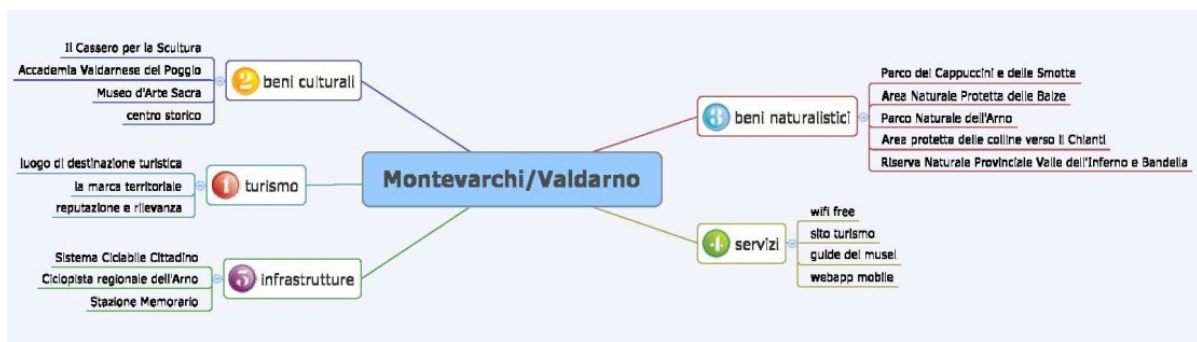 Montevarchi/Valdarno
1 turismo
luogo di destinazione turistica
la marca territoriale
reputazione e rilevanza
2 beni culturali
Il Cassero per la Scultura
Accademia Valdarnese del Poggio
Museo d'Arte Sacra
centro storico
3 beni naturalistici
Parco dei Cappuccini e delle Smotte
Area Naturale Protetta delle Balze
Parco Naturale dell'Arno
Area protetta delle colline verso il Chianti
Riserva Naturale Provinciale Valle dell'Inferno e Bandella
4 servizi
wifi free
sito turismo
guide dei musei
webapp mobile
5 infrastrutture
Sistema Ciclabile Cittadino
Ciclopista regionale dell'Arno
Stazione Memorario